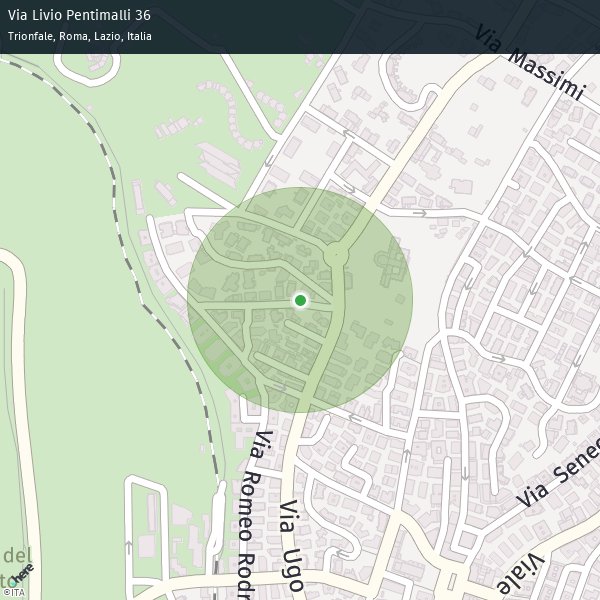 Via Livio Pentimalli 36
Trionfale, Roma, Lazio, Italia
Via Massimi
Via Romeo Rodr
Via Ugo
Via Senec
Viale
del
to
here
©ITA